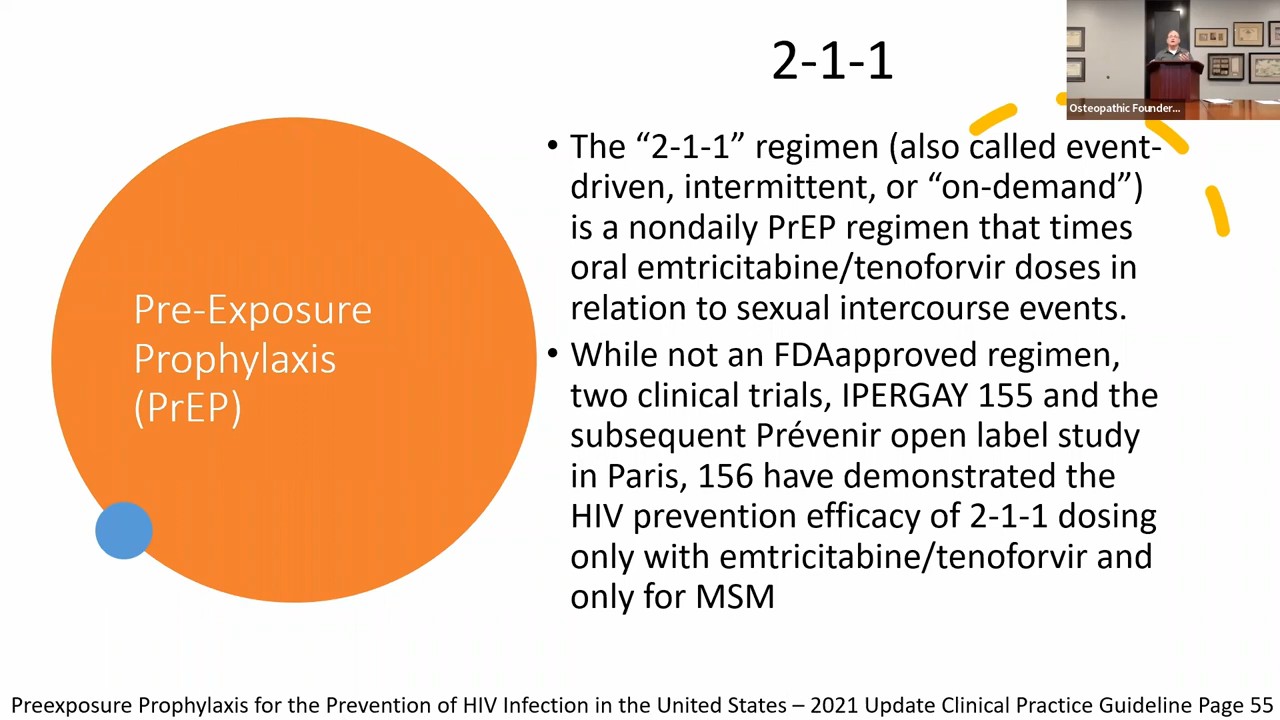 2-1-1
Osteopathic Founder...
Pre-Exposure
Prophylaxis
(PrEP)
• The “2-1-1” regimen (also called event-
driven, intermittent, or “on-demand”)
is a nondaily PrEP regimen that times
oral emtricitabine/tenoforvir doses in
relation to sexual intercourse events.
• While not an FDAapproved regimen,
two clinical trials, IPERGAY 155 and the
subsequent Prévenir open label study
in Paris, 156 have demonstrated the
HIV prevention efficacy of 2-1-1 dosing
only with emtricitabine/tenoforvir and
only for MSM
Preexposure Prophylaxis for the Prevention of HIV Infection in the United States – 2021 Update Clinical Practice Guideline Page 55